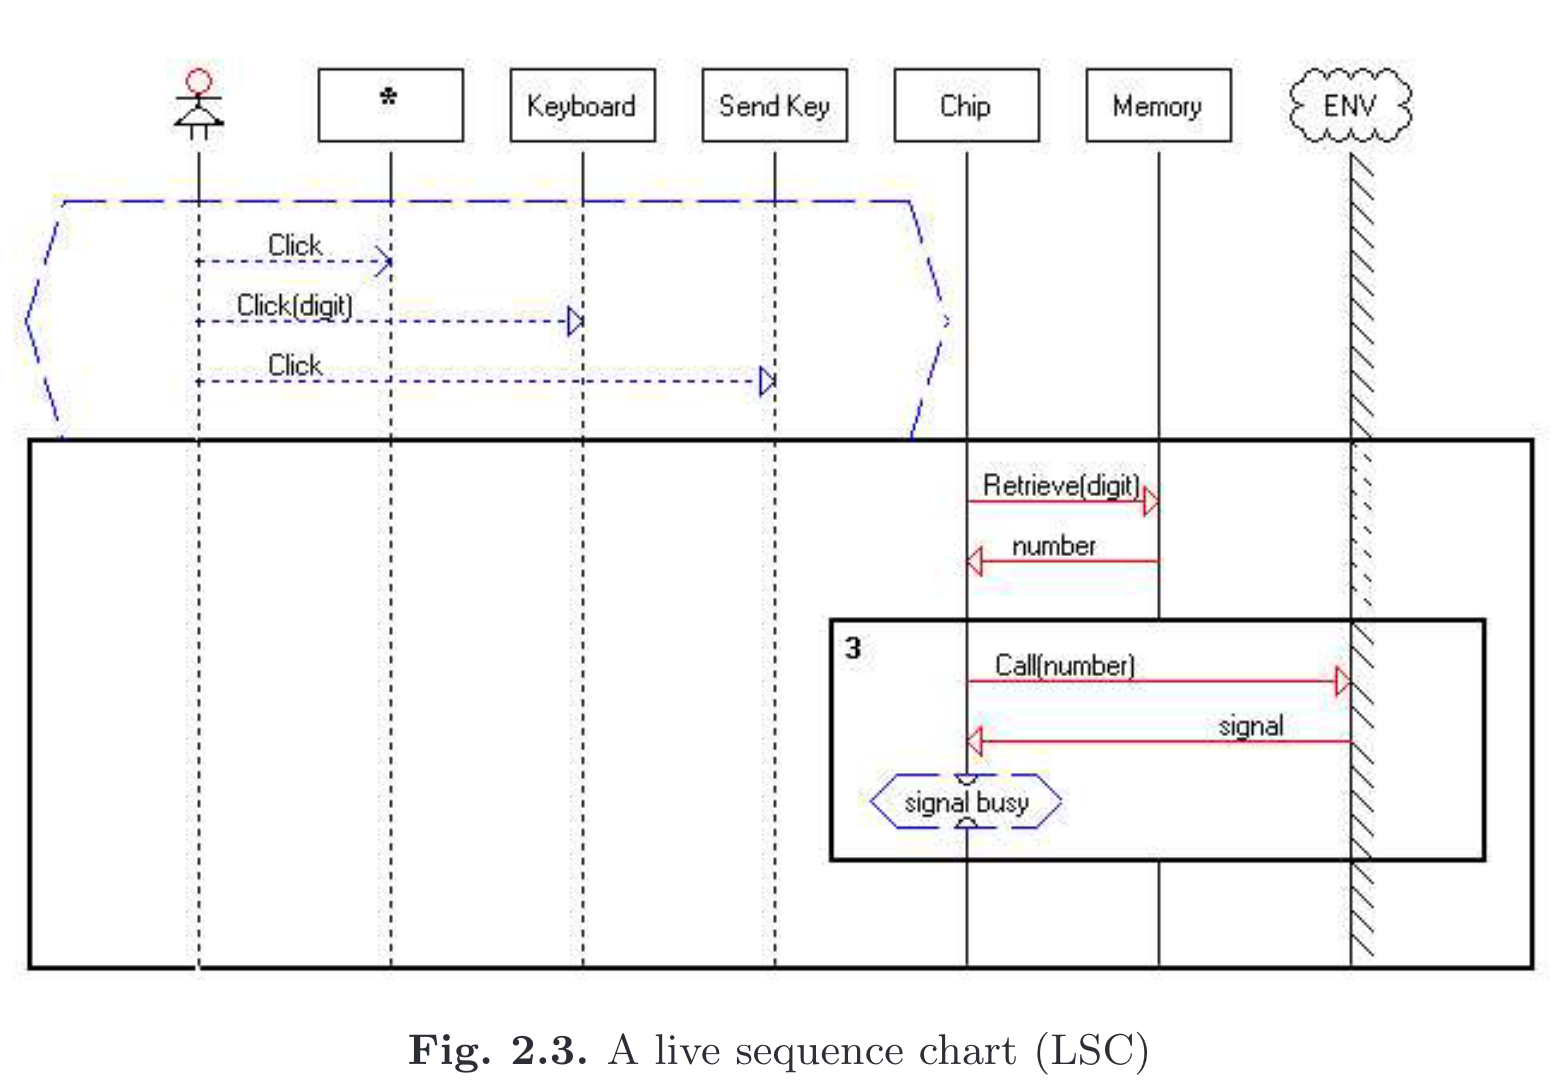 *
Keyboard
Send Key
Chip
Memory
ENV
Click
Click(digit)
Click
Retrieve(digit)
number
3
Call(number)
signal
signal busy
Fig. 2.3. A live sequence chart (LSC)